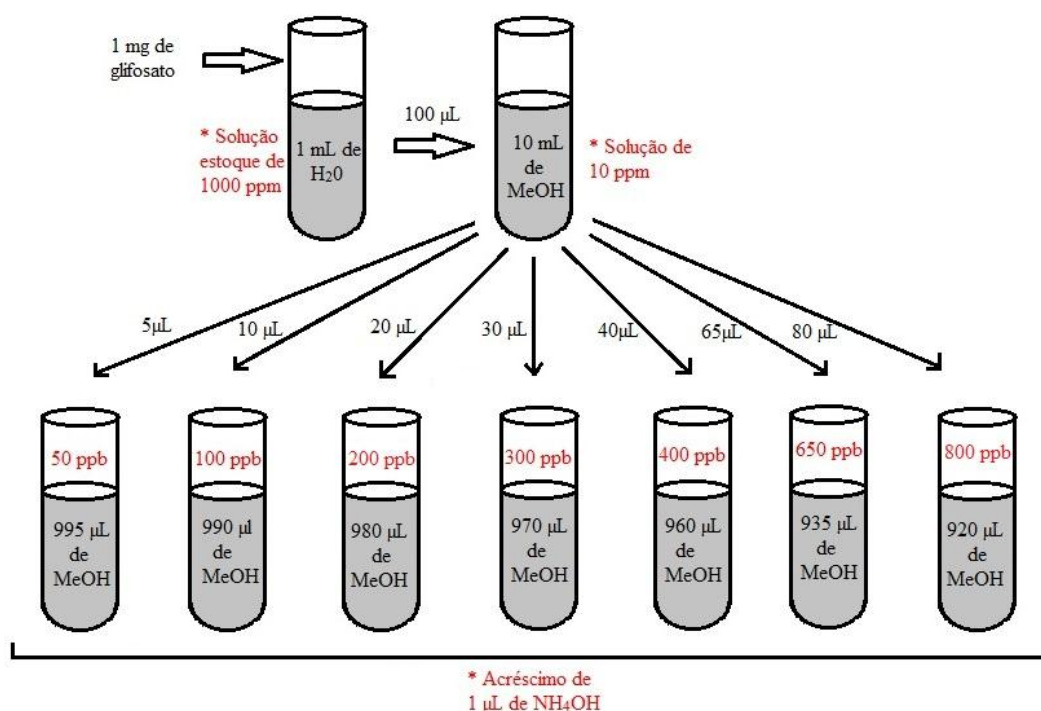 1 mg de
glifosato
* Solução
estoque de
1000 ppm
1 mL de
H₂0
100 µL
10 mL
de
MeOH
* Solução de
10 ppm
5µL
10 µL
20 µL
30 µL
40µL
65µL
80 µL
50 ppb
100 ppb
200 ppb
300 ppb
400 ppb
650 ppb
800 ppb
995 µL
de
MeOH
990 µl
de
MeOH
980 µL
de
MeOH
970 µL
de
MeOH
960 µL
de
MeOH
935 µL
de
MeOH
920 µL
de
MeOH
* Acréscimo de
1 µL de NH₄OH